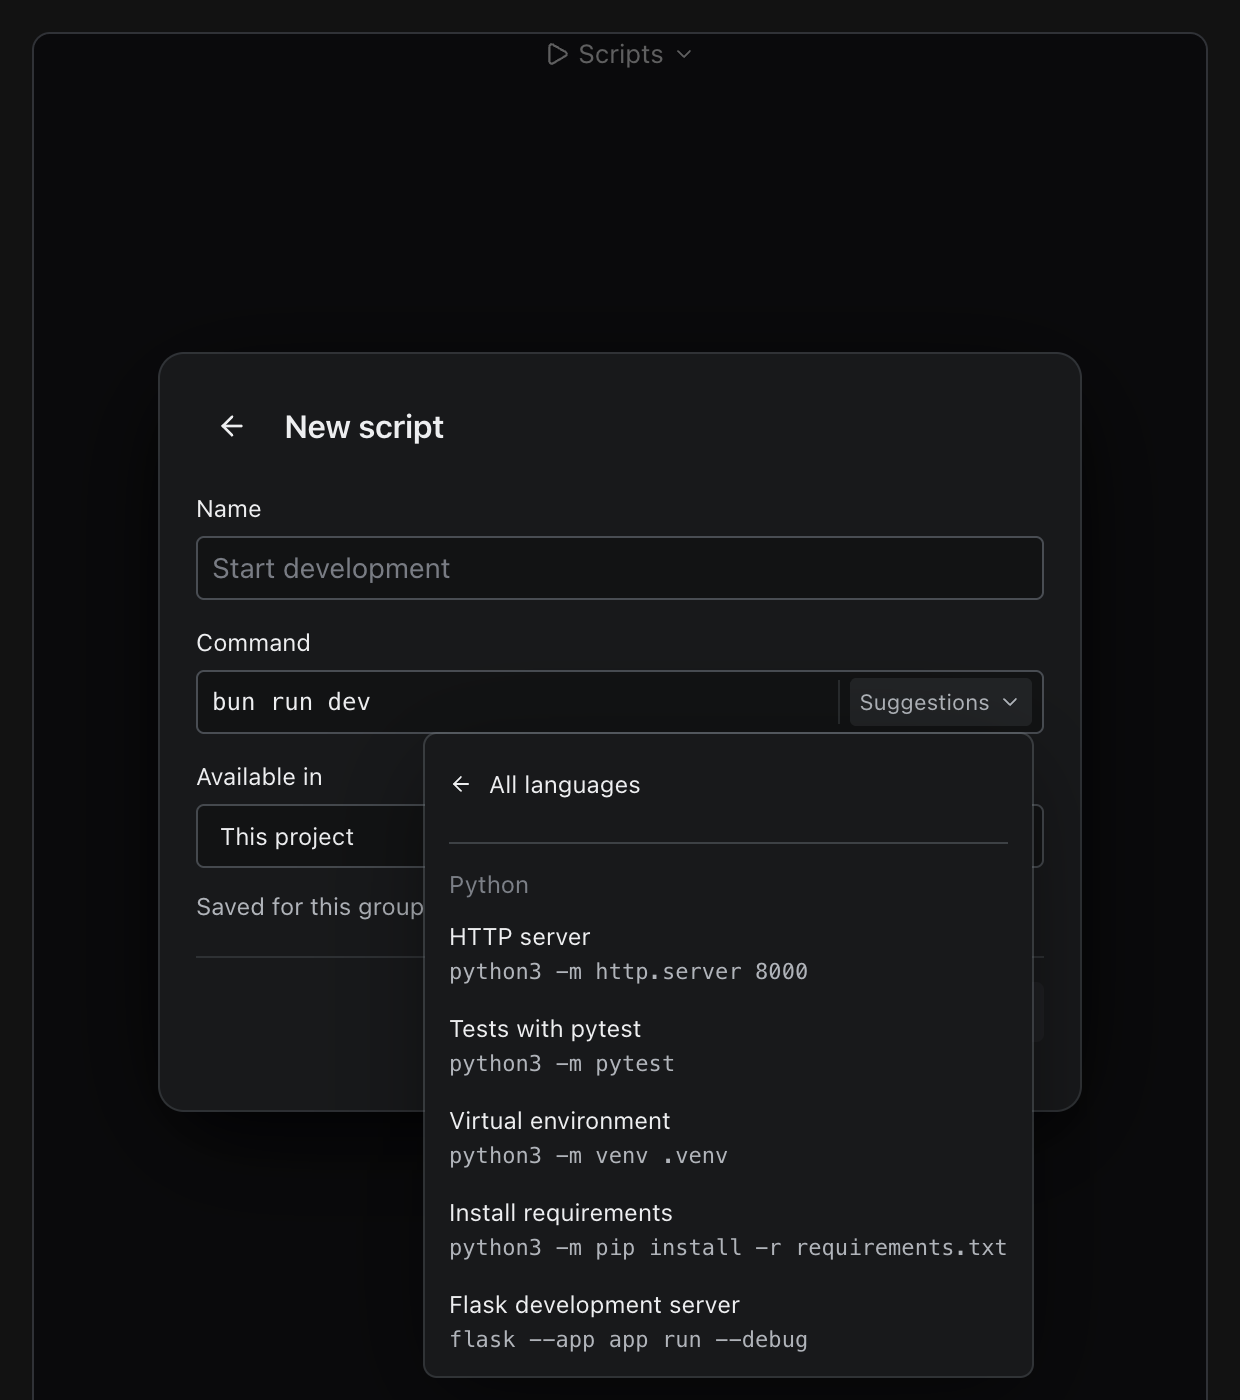 Scripts
New script
Name
Start development
Command
bun run dev
Suggestions
Available in
This project
Saved for this group
All languages
Python
HTTP server
python3 -m http.server 8000
Tests with pytest
python3 -m pytest
Virtual environment
python3 -m venv .venv
Install requirements
python3 -m pip install -r requirements.txt
Flask development server
flask --app app run --debug